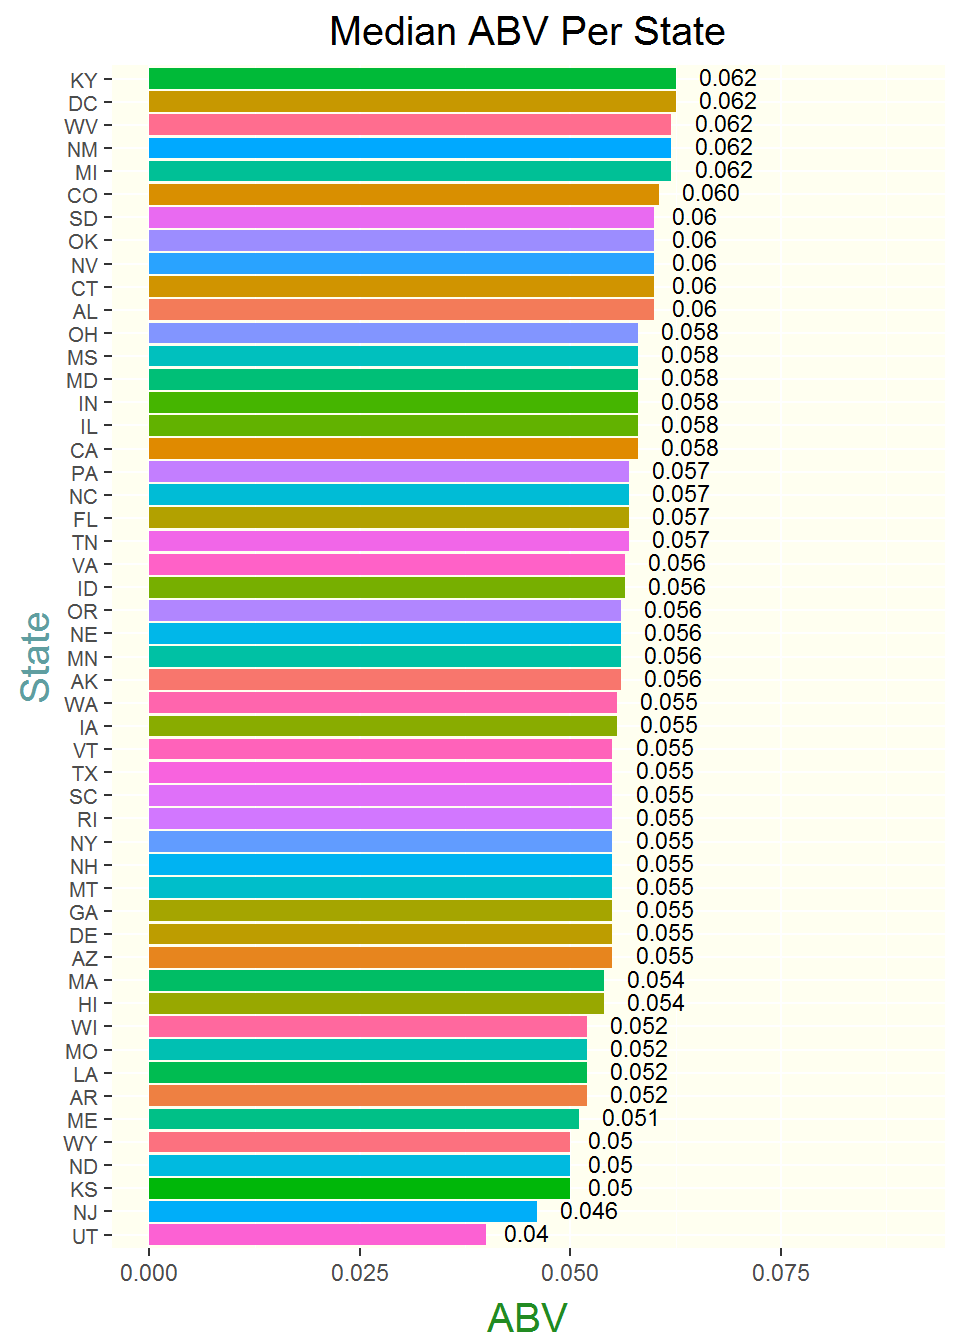 Median ABV Per State
KY 0.062
DC 0.062
WV 0.062
NM 0.062
MI 0.062
CO 0.060
SD 0.06
OK 0.06
NV 0.06
CT 0.06
AL 0.06
OH 0.058
MS 0.058
MD 0.058
IN 0.058
IL 0.058
CA 0.058
PA 0.057
NC 0.057
FL 0.057
TN 0.057
VA 0.056
ID 0.056
OR 0.056
NE 0.056
MN 0.056
AK 0.056
WA 0.055
IA 0.055
VT 0.055
TX 0.055
SC 0.055
RI 0.055
NY 0.055
NH 0.055
MT 0.055
GA 0.055
DE 0.055
AZ 0.055
MA 0.054
HI 0.054
WI 0.052
MO 0.052
LA 0.052
AR 0.052
ME 0.051
WY 0.05
ND 0.05
KS 0.05
NJ 0.046
UT 0.04
State
0.000 0.025 0.050 0.075
ABV